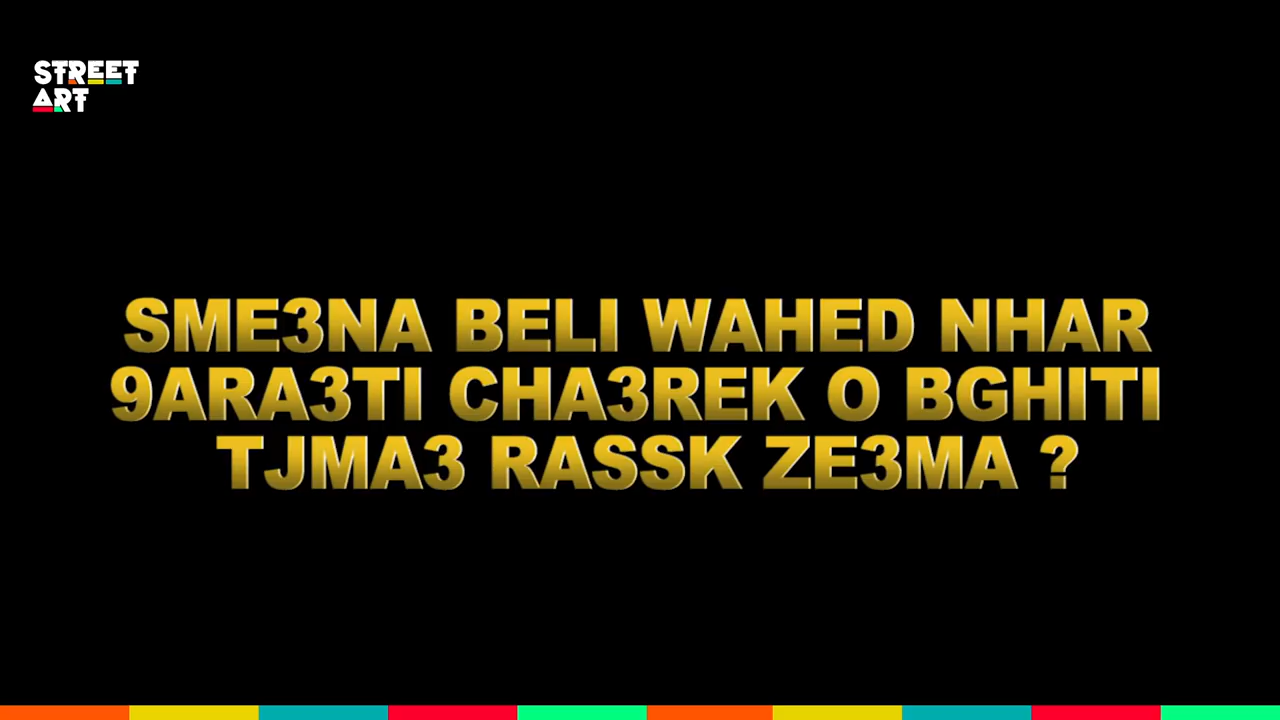 STREET
ART
SME3NA BELI WAHED NHAR
9ARA3TI CHA3REK O BGHITI
TJMA3 RASSK ZE3MA ?